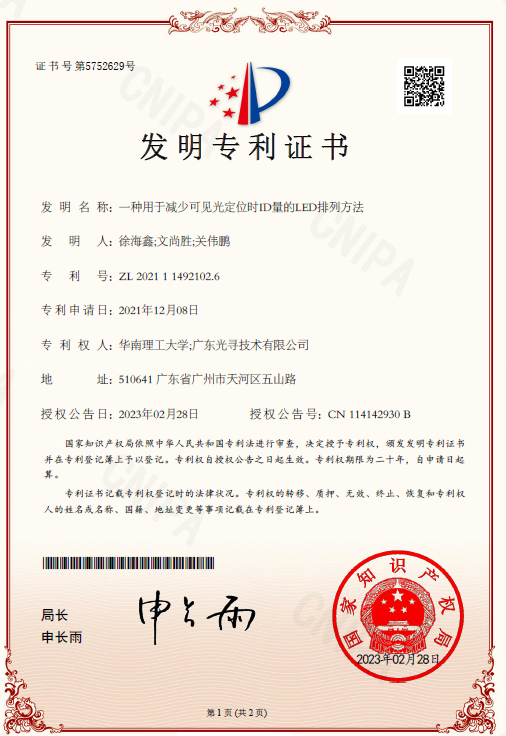 证书号第5752629号
发明专利证书
发明名称：一种用于减少可见光定位时ID量的LED排列方法
发明人：徐海鑫;文尚胜;关伟鹏
专利号：ZL 2021 1 1492102.6
专利申请日：2021年12月08日
专利权人：华南理工大学;广东光寻技术有限公司
地址：510641 广东省广州市天河区五山路
授权公告日：2023年02月28日 授权公告号：CN 114142930 B
国家知识产权局依照中华人民共和国专利法进行审查，决定授予专利权，颁发发明专利证书
并在专利登记簿上予以登记。专利权自授权公告之日起生效。专利权期限为二十年，自申请日起
算。
专利证书记载专利权登记时的法律状况。专利权的转移、质押、无效、终止、恢复和专利权
人的姓名或名称、国籍、地址变更等事项记载在专利登记簿上。
局长
申长雨
申长雨
国家知识产权局
2023年02月28日
第1页(共2页)
CNIPA
CNIPA
CNIPA
CNIPA